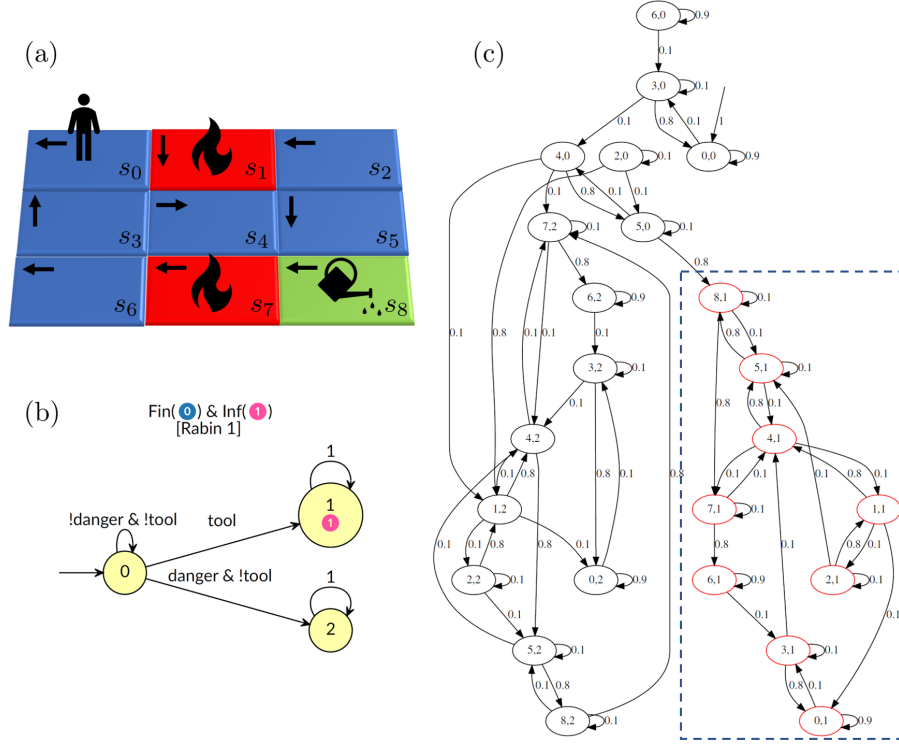 (a)
s0 s1 s2
s3 s4 s5
s6 s7 s8
(b)
Fin(0) & Inf(1)
[Rabin 1]
1
!danger & !tool
tool
1
1
0
danger & !tool
1
2
(c)
6,0
0.9
0.1
3,0
0.1
0.1 0.8 0.1 1
4,0 2,0 0.1 0,0 0.9
0.1 0.8 0.1 0.1
7,2 0.1 5,0 0.1
0.8 0.8
6,2 0.9 8,1 0.1
0.1 0.8 0.1 0.1 0.1 0.8 0.1
3,2 0.1 5,1 0.1
0.1 0.8 0.8 0.1
4,2 4,1
0.1 0.8 0.8 0.1 0.8 0.1 0.1 0.8 0.1
1,2 7,1 0.1 1,1
0.1 0.1 0.8 0.8 0.1 0.8 0.8 0.1
2,2 0.1 0,2 0.9 6,1 0.9 2,1 0.1
0.1 0.1 0.1 0.1
5,2 0.1 3,1 0.1
0.1 0.8 0.8 0.1
8,2 0.1 0,1 0.9